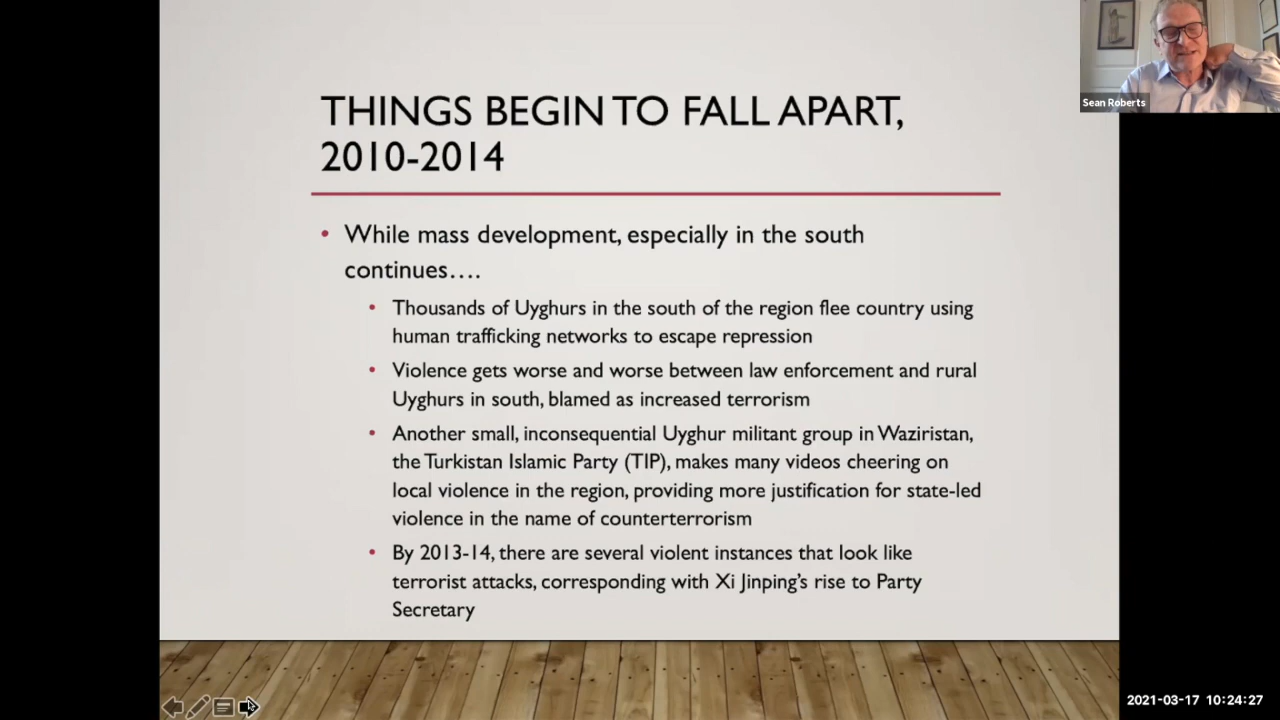 THINGS BEGIN TO FALL APART,
2010-2014
• While mass development, especially in the south
continues....
• Thousands of Uyghurs in the south of the region flee country using
human trafficking networks to escape repression
• Violence gets worse and worse between law enforcement and rural
Uyghurs in south, blamed as increased terrorism
• Another small, inconsequential Uyghur militant group in Waziristan,
the Turkistan Islamic Party (TIP), makes many videos cheering on
local violence in the region, providing more justification for state-led
violence in the name of counterterrorism
• By 2013-14, there are several violent instances that look like
terrorist attacks, corresponding with Xi Jinping's rise to Party
Secretary
Sean Roberts
2021-03-17 10:24:27